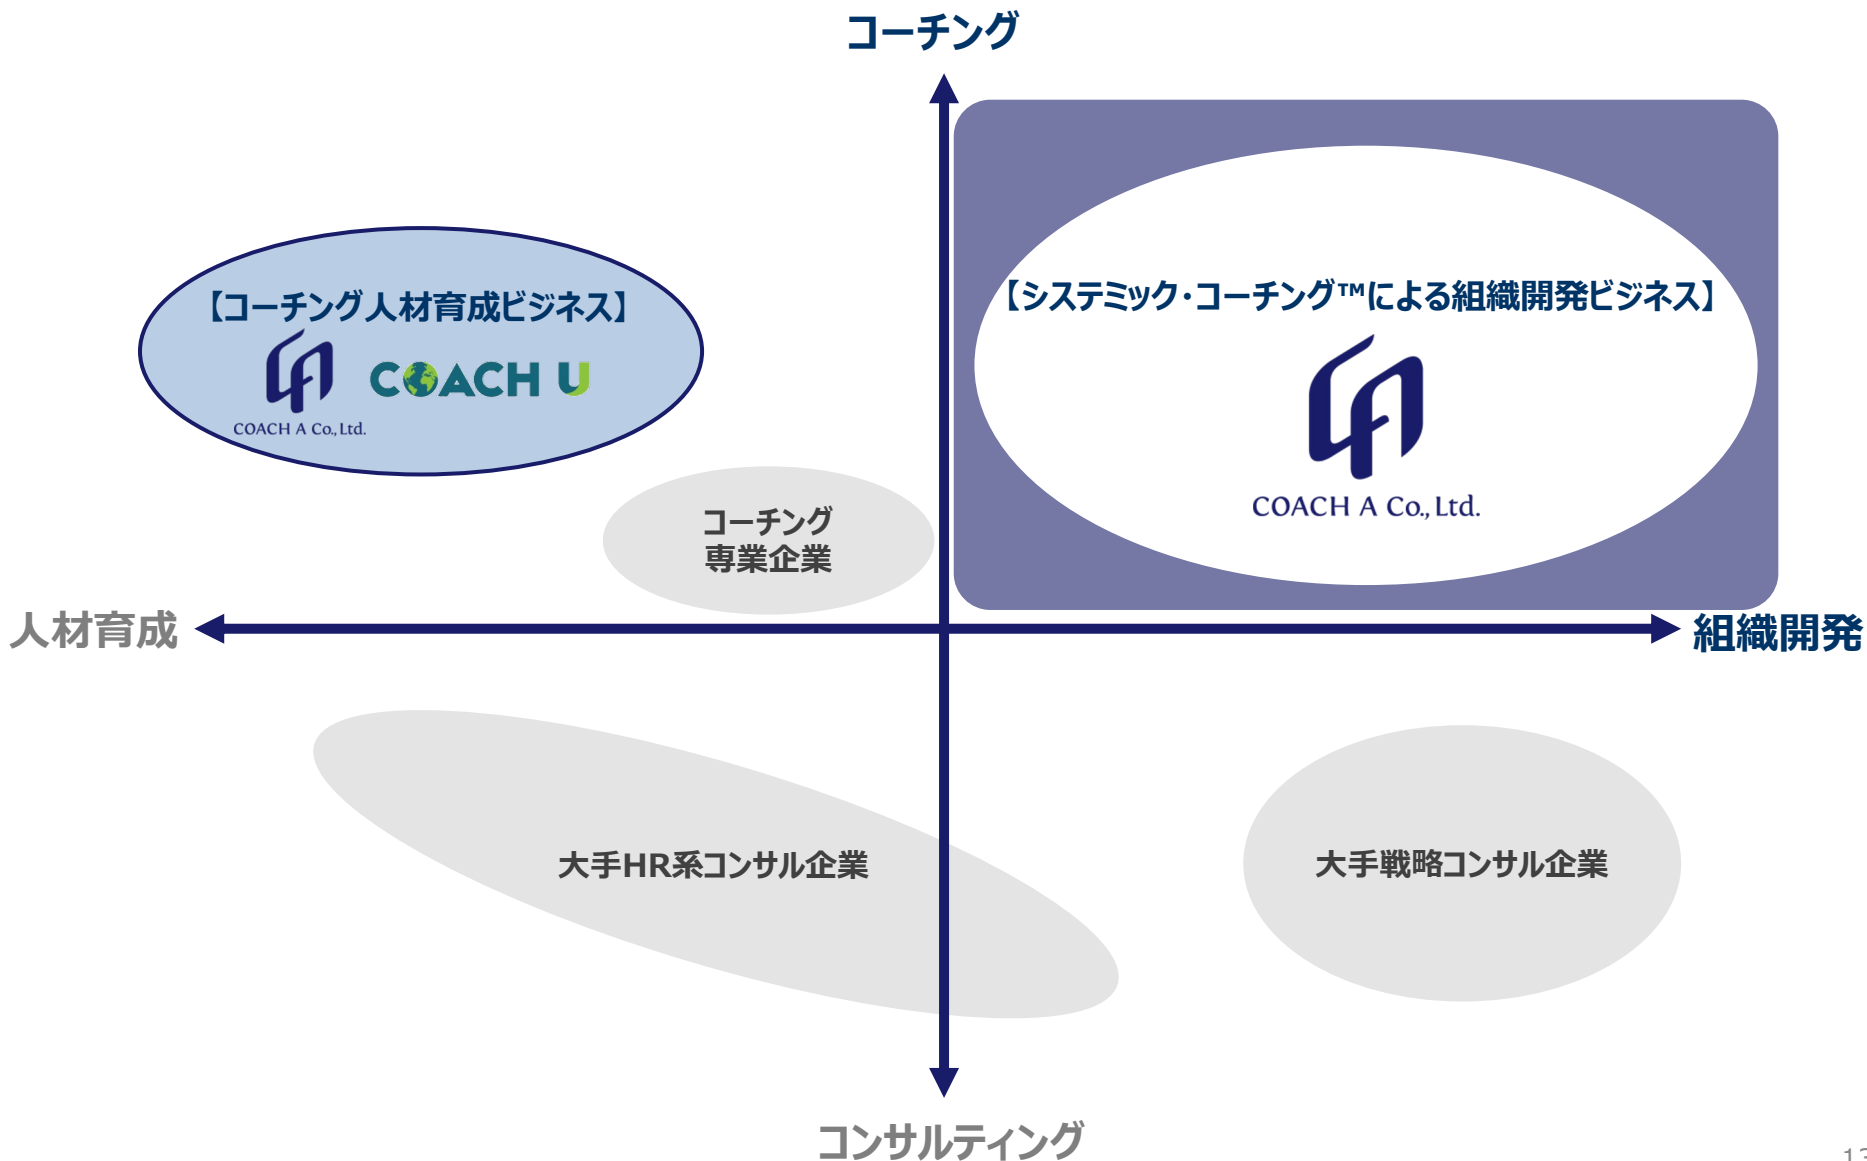 コーチング
【コーチング人材育成ビジネス】
COACH A Co., Ltd.
COACH U
【システミック・コーチング™による組織開発ビジネス】
COACH A Co., Ltd.
コーチング
専業企業
人材育成
組織開発
大手HR系コンサル企業
大手戦略コンサル企業
コンサルティング